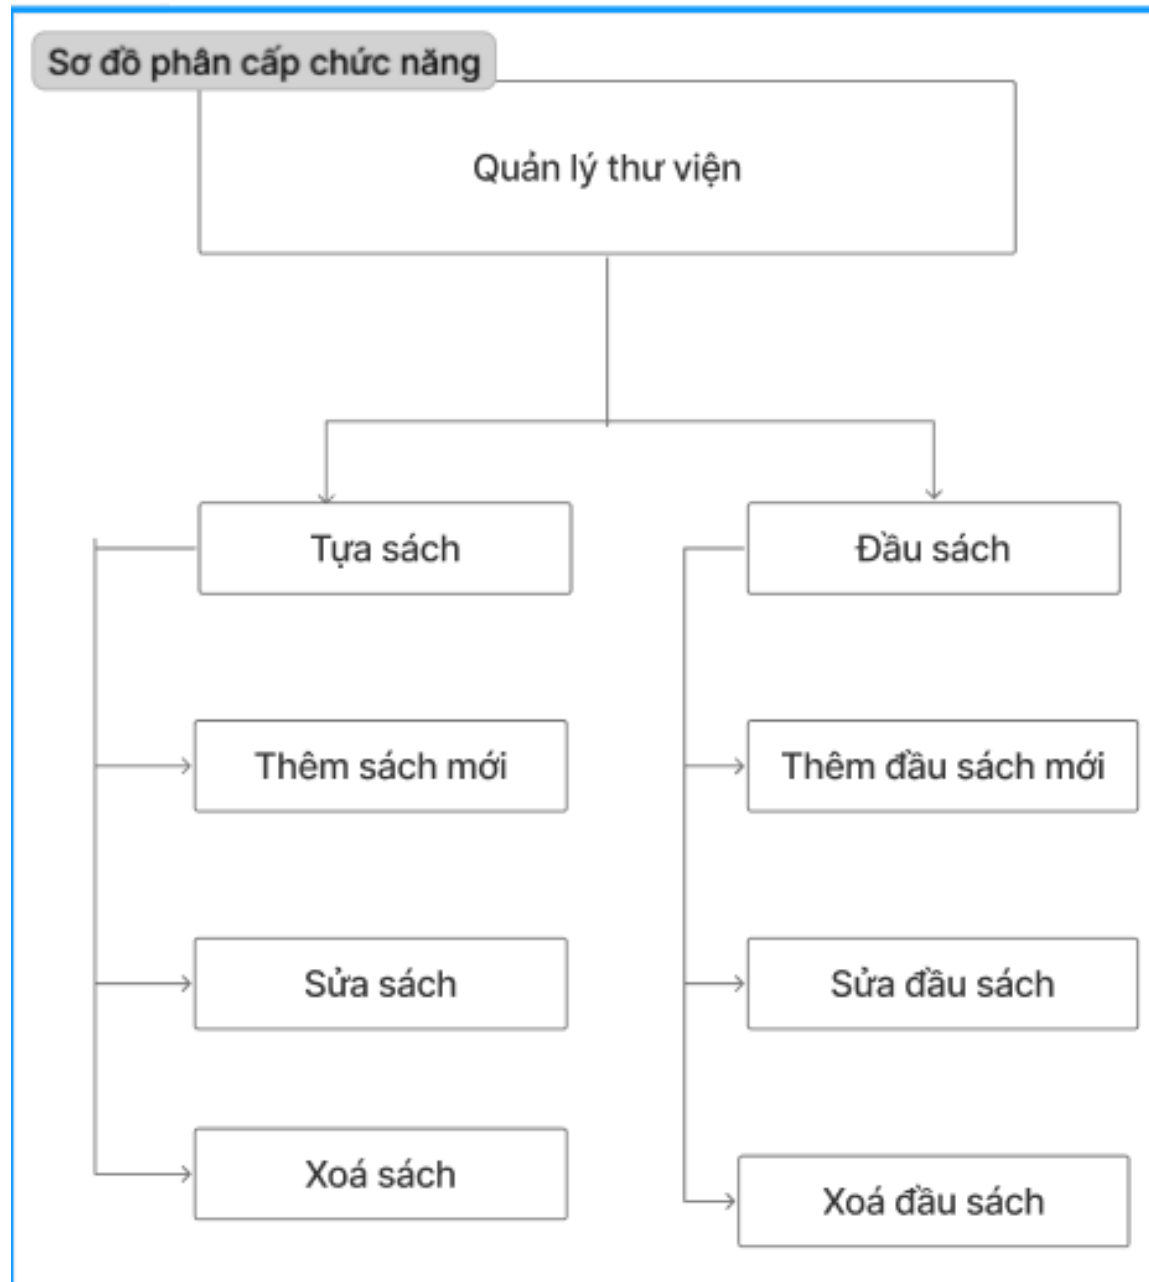 Sơ đồ phân cấp chức năng
Quản lý thư viện
Tựa sách
Đầu sách
Thêm sách mới
Thêm đầu sách mới
Sửa sách
Sửa đầu sách
Xoá sách
Xoá đầu sách